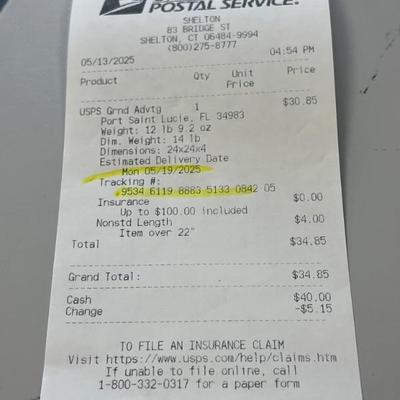 POSTAL SERVICE.
SHELTON
83 BRIDGE ST
SHELTON, CT 06484-9994
(800)275-8777
05/13/2025 04:54 PM
Product Qty Unit Price Price
USPS Grnd Advtg 1 $30.85
Port Saint Lucie, FL 34983
Weight: 12 lb 9.2 oz
Dim. Weight: 14 lb
Dimensions: 24x24x4
Estimated Delivery Date
Mon 05/19/2025
Tracking #:
9534 6119 8883 5133 0842 05
Insurance $0.00
Up to $100.00 included
Nonstd Length $4.00
Item over 22"
Total $34.85
Grand Total: $34.85
Cash $40.00
Change -$5.15
TO FILE AN INSURANCE CLAIM
Visit https://www.usps.com/help/claims.htm
If unable to file online, call
1-800-332-0317 for a paper form